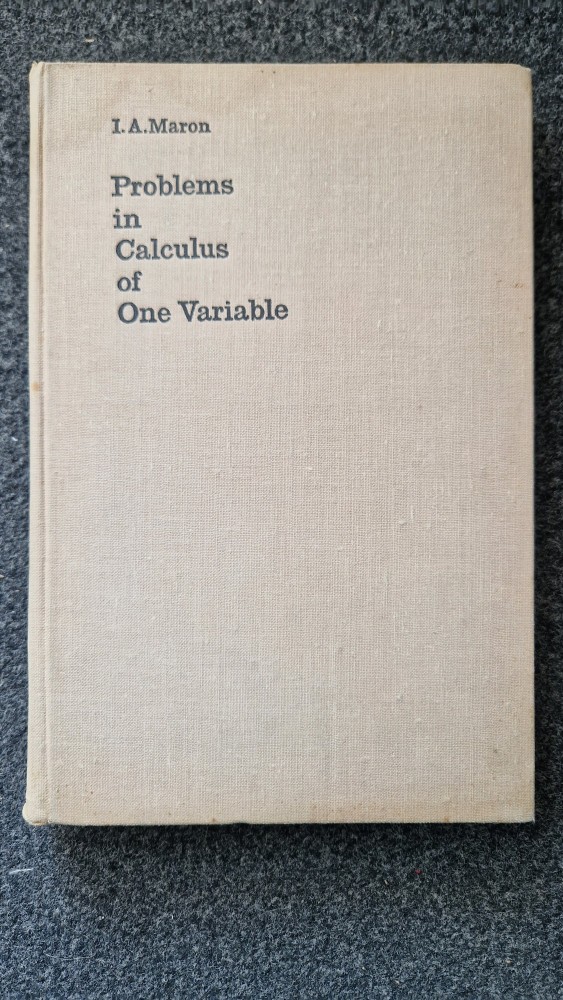 I.A.Maron
Problems
in
Calculus
of
One Variable